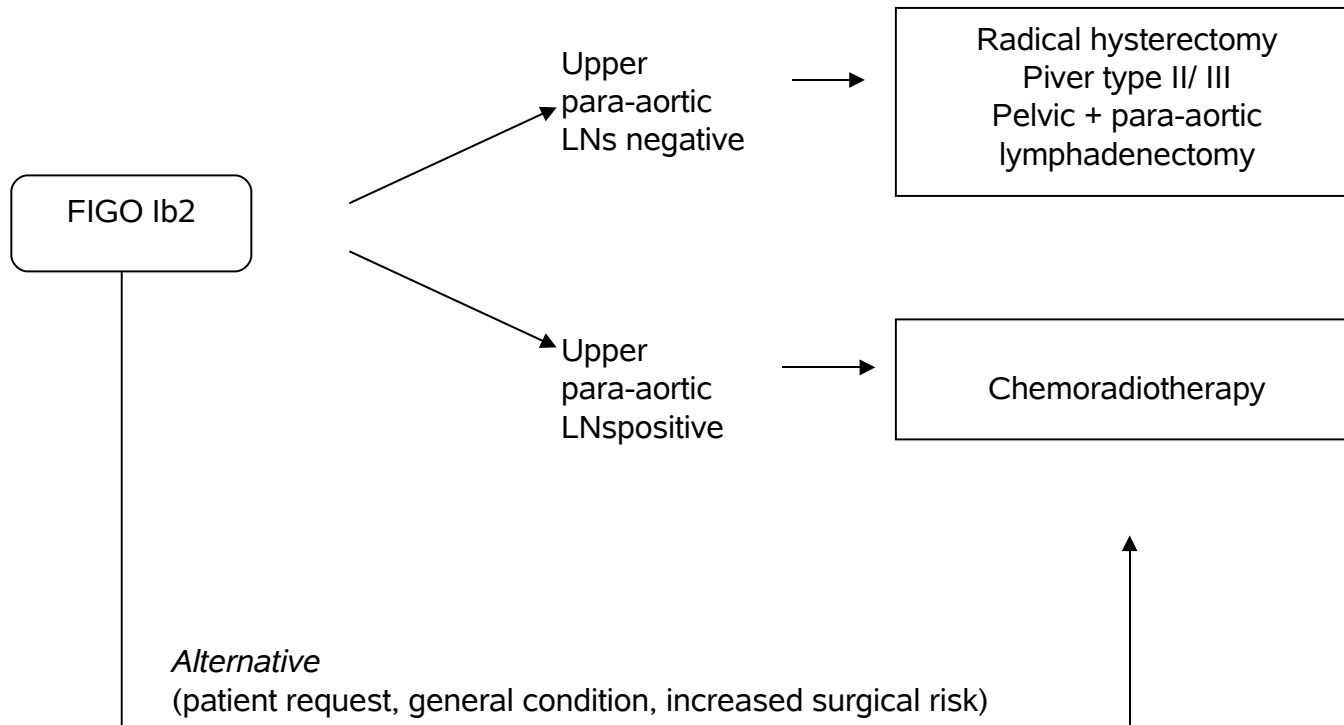 FIGO Ib2
Upper
para-aortic
LNs negative
Radical hysterectomy
Piver type II/ III
Pelvic + para-aortic
lymphadenectomy
Upper
para-aortic
LNspositive
Chemoradiotherapy
Alternative
(patient request, general condition, increased surgical risk)